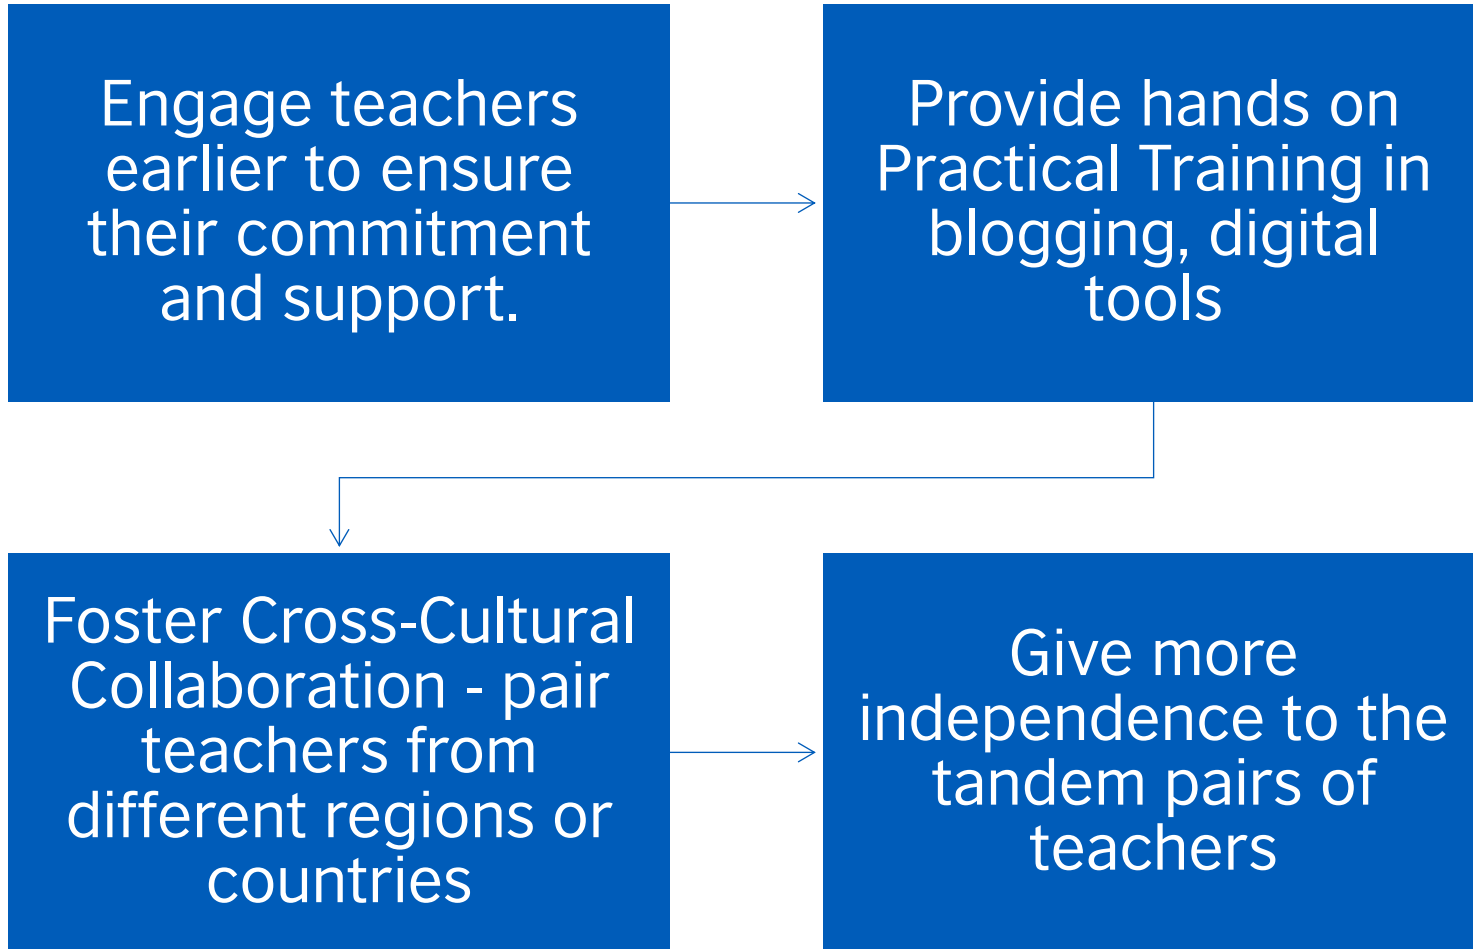 Engage teachers
earlier to ensure
their commitment
and support.
Provide hands on
Practical Training in
blogging, digital
tools
Foster Cross-Cultural
Collaboration - pair
teachers from
different regions or
countries
Give more
independence to the
tandem pairs of
teachers